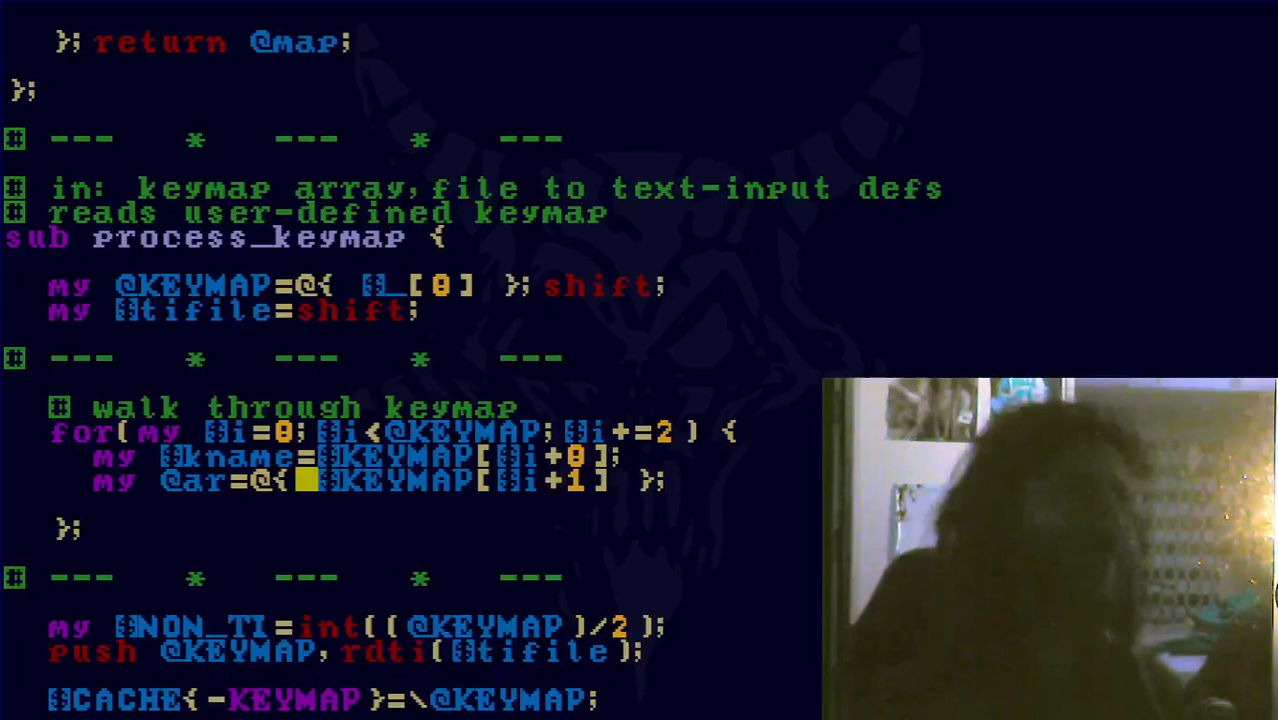 }; return @map;
};
# --- * --- * ---
# in: keymap array, file to text-input defs
# reads user-defined keymap
sub process_keymap {
my @KEYMAP=@{ $_[0] }; shift;
my $tifile=shift;
# --- * --- * ---
# walk through keymap
for(my $i=0; $i<@KEYMAP; $i+=2) {
my $kname=$KEYMAP[$i+0];
my @ar=@{ $KEYMAP[$i+1] };
};
# --- * --- * ---
my $NON_TI=int((@KEYMAP)/2);
push @KEYMAP, rdti($tifile);
$CACHE{-KEYMAP}=\@KEYMAP;